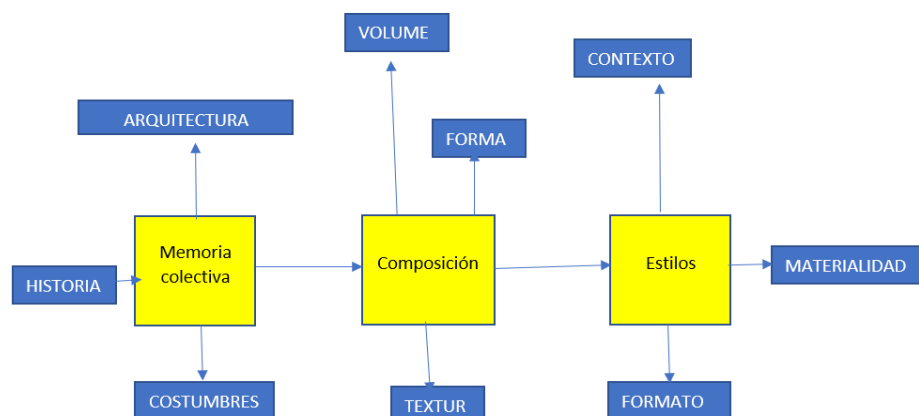 VOLUME
CONTEXTO
ARQUITECTURA
FORMA
Memoria
colectiva
Composición
Estilos
HISTORIA
MATERIALIDAD
COSTUMBRES
TEXTUR
FORMATO